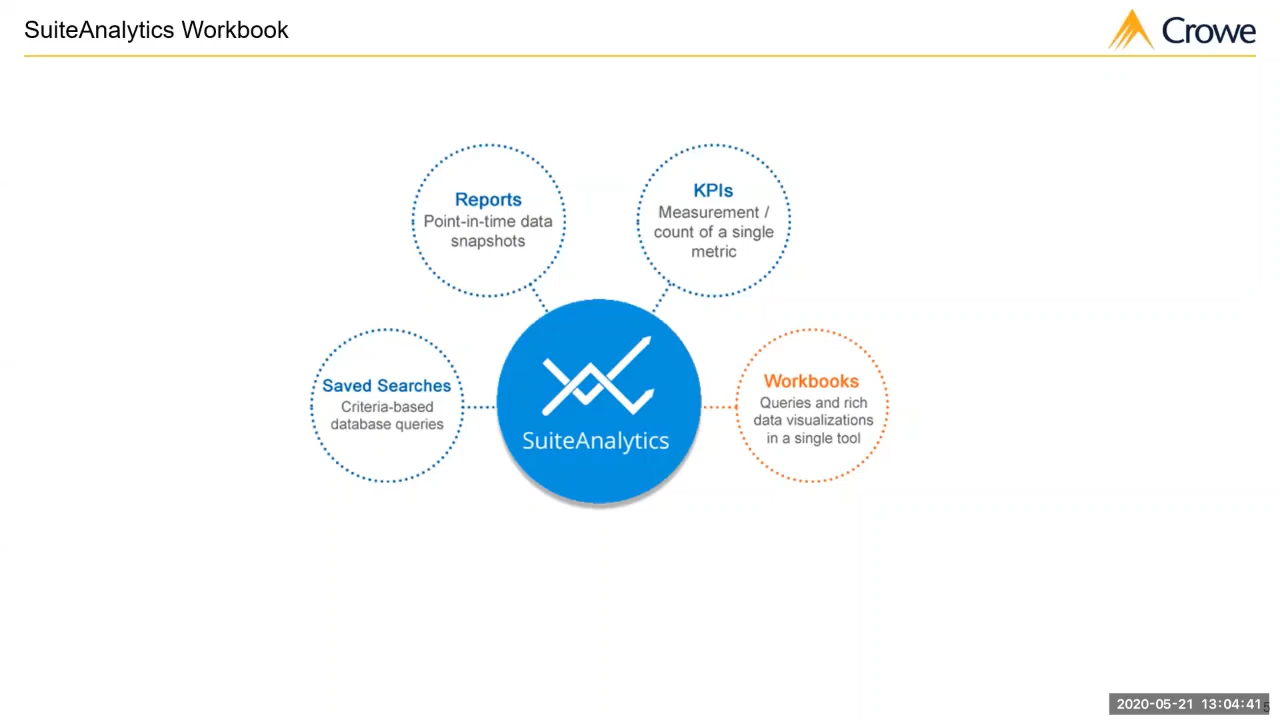 SuiteAnalytics Workbook
Crowe
Reports
Point-in-time data
snapshots
KPIs
Measurement /
count of a single
metric
Saved Searches
Criteria-based
database queries
SuiteAnalytics
Workbooks
Queries and rich
data visualizations
in a single tool
2020-05-21 13:04:41
5